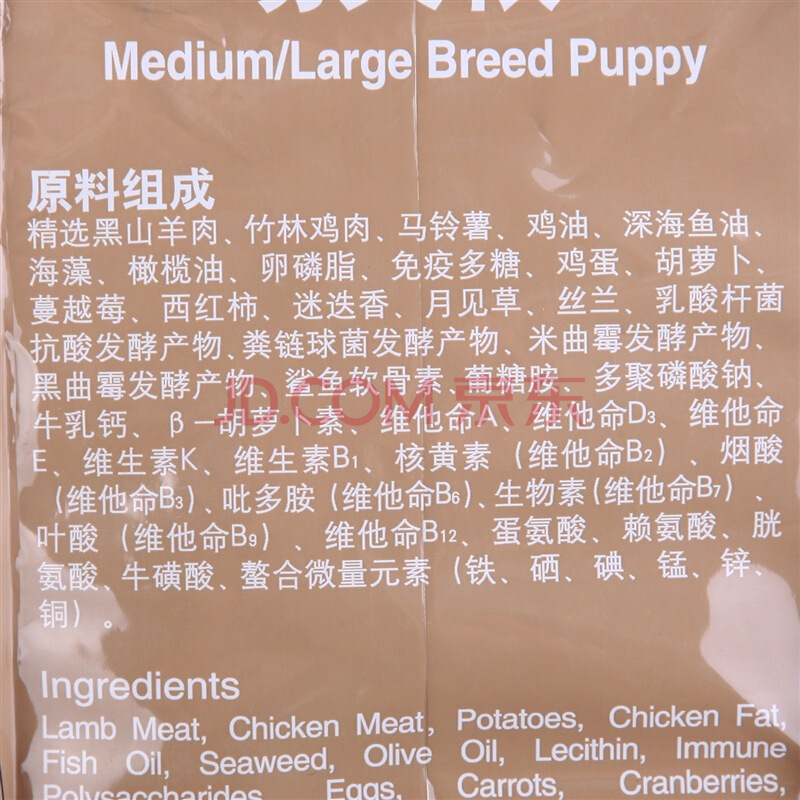 Medium/Large Breed Puppy
原料组成
精选黑山羊肉、竹林鸡肉、马铃薯、鸡油、深海鱼油、
海藻、橄榄油、卵磷脂、免疫多糖、鸡蛋、胡萝卜、
蔓越莓、西红柿、迷迭香、月见草、丝兰、乳酸杆菌
抗酸发酵产物、粪链球菌发酵产物、米曲霉发酵产物、
黑曲霉发酵产物、鲨鱼软骨素、葡糖胺、多聚磷酸钠、
JD.COM 京东
牛乳钙、β－胡萝卜素、维他命A、维他命D₃、维他命
E、维生素K、维生素B₁、核黄素（维他命B₂）、烟酸
（维他命B₃）、吡多胺（维他命B₆）、生物素（维他命B₇）、
叶酸（维他命B₉）、维他命B₁₂、蛋氨酸、赖氨酸、胱
氨酸、牛磺酸、螯合微量元素（铁、硒、碘、锰、锌、
铜）。
Ingredients
Lamb Meat, Chicken Meat, Potatoes, Chicken Fat,
Fish Oil, Seaweed, Olive Oil, Lecithin, Immune
Polysaccharides, Eggs, Carrots, Cranberries,